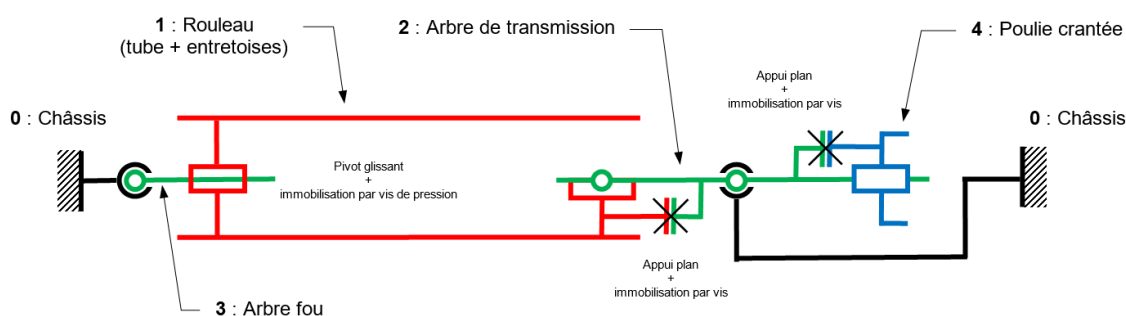 1 : Rouleau
(tube + entretoises)
2 : Arbre de transmission
4 : Poulie crantée
Appui plan
+
immobilisation par vis
0 : Châssis
0 : Châssis
Pivot glissant
+
immobilisation par vis de pression
Appui plan
+
immobilisation par vis
3 : Arbre fou